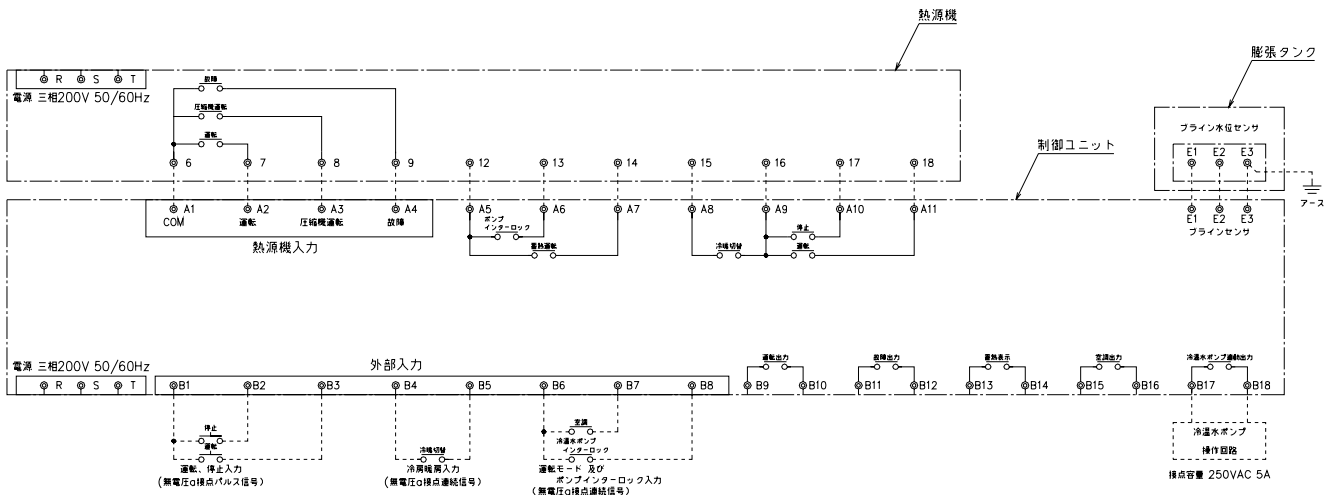 熱源機
膨張タンク
R S T
電源 三相200V 50/60Hz
故障
圧縮機運転
運転
6 7 8 9 12 13 14 15 16 17 18
ブライン水位センサ
E1 E2 E3
アース
制御ユニット
A1 A2 A3 A4 A5 A6 A7 A8 A9 A10 A11
COM 運転 圧縮機運転 故障
熱源機入力
ポンプ
インターロック
蓄熱運転
冷暖切替
停止
運転
E1 E2 E3
ブラインセンサ
電源 三相200V 50/60Hz
R S T
外部入力
B1 B2 B3 B4 B5 B6 B7 B8
運転出力
B9 B10
故障出力
B11 B12
蓄熱表示
B13 B14
空調出力
B15 B16
冷温水ポンプ連動出力
B17 B18
停止
運転
運転、停止入力
(無電圧a接点パルス信号)
冷暖切替
冷房暖房入力
(無電圧a接点連続信号)
空調
冷温水ポンプ
インターロック
運転モード 及び
ポンプインターロック入力
(無電圧a接点連続信号)
冷温水ポンプ
操作回路
接点容量 250VAC 5A